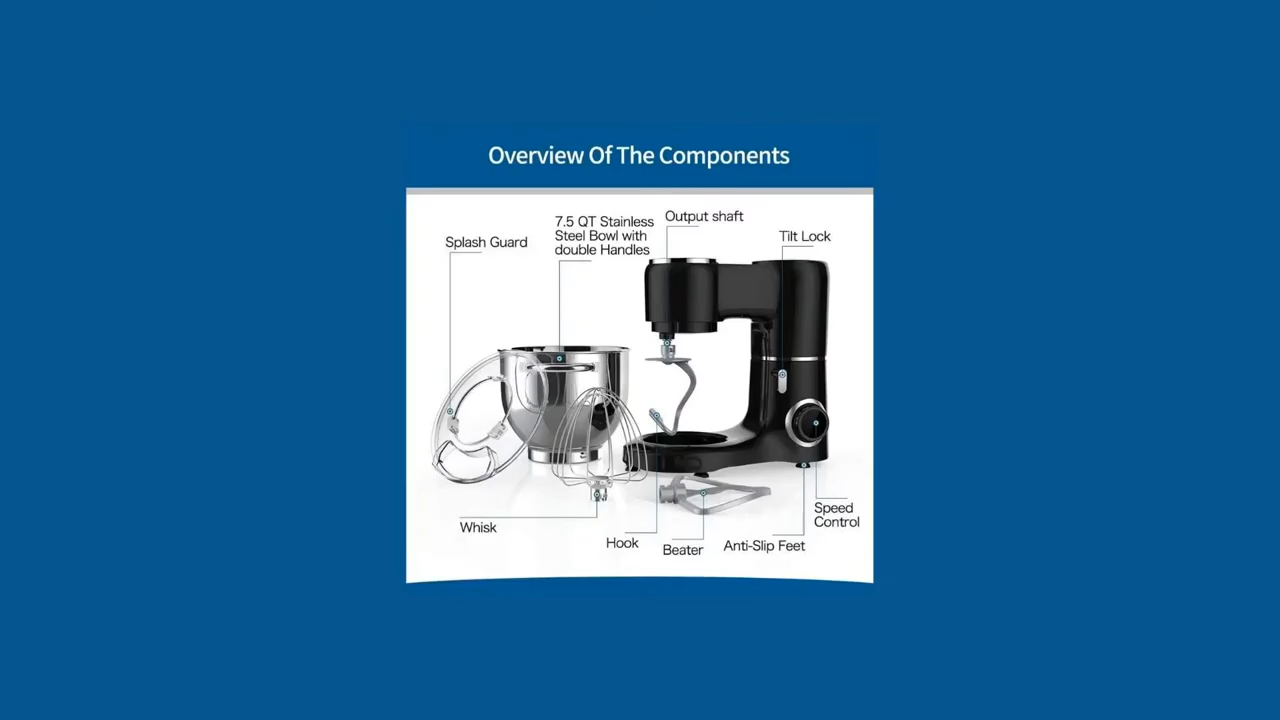 Overview Of The Components
Splash Guard
7.5 QT Stainless
Steel Bowl with
double Handles
Output shaft
Tilt Lock
Whisk
Hook
Beater
Anti-Slip Feet
Speed
Control